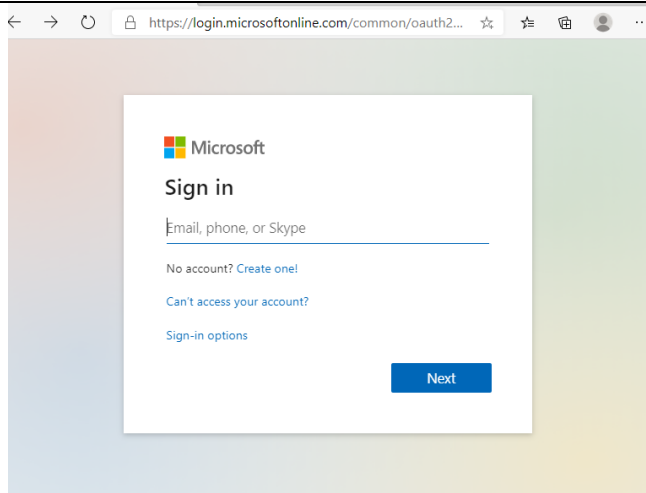 https://login.microsoftonline.com/common/oauth2...
Microsoft
Sign in
Email, phone, or Skype
No account? Create one!
Can't access your account?
Sign-in options
Next